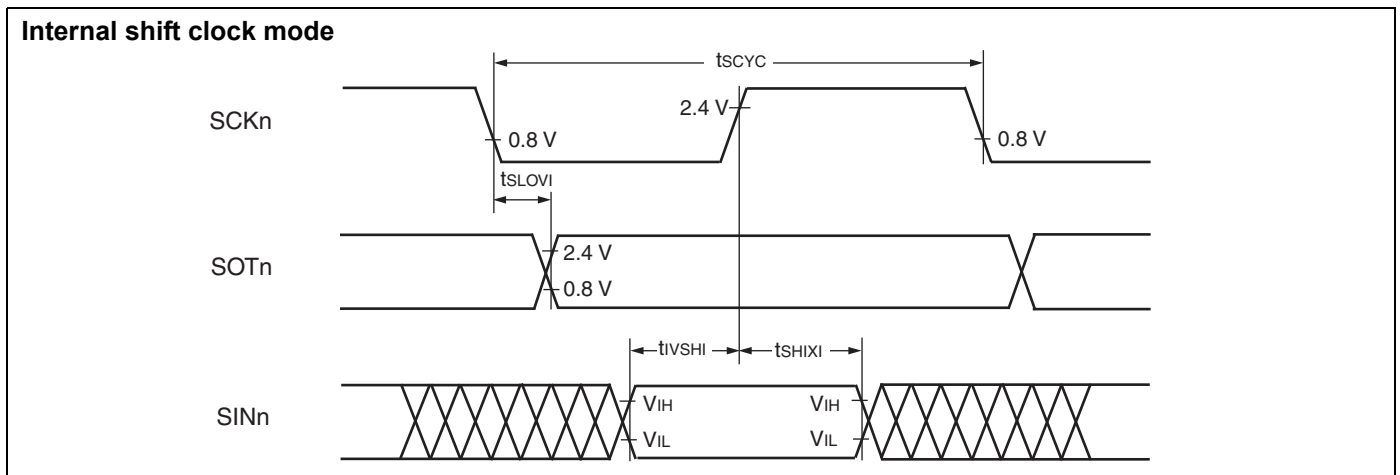 Internal shift clock mode
tSCYC
SCKn
2.4 V
0.8 V
0.8 V
tSLOVI
SOTn
2.4 V
0.8 V
tIVSHI
tSHIXI
SINn
VIH
VIH
VIL
VIL